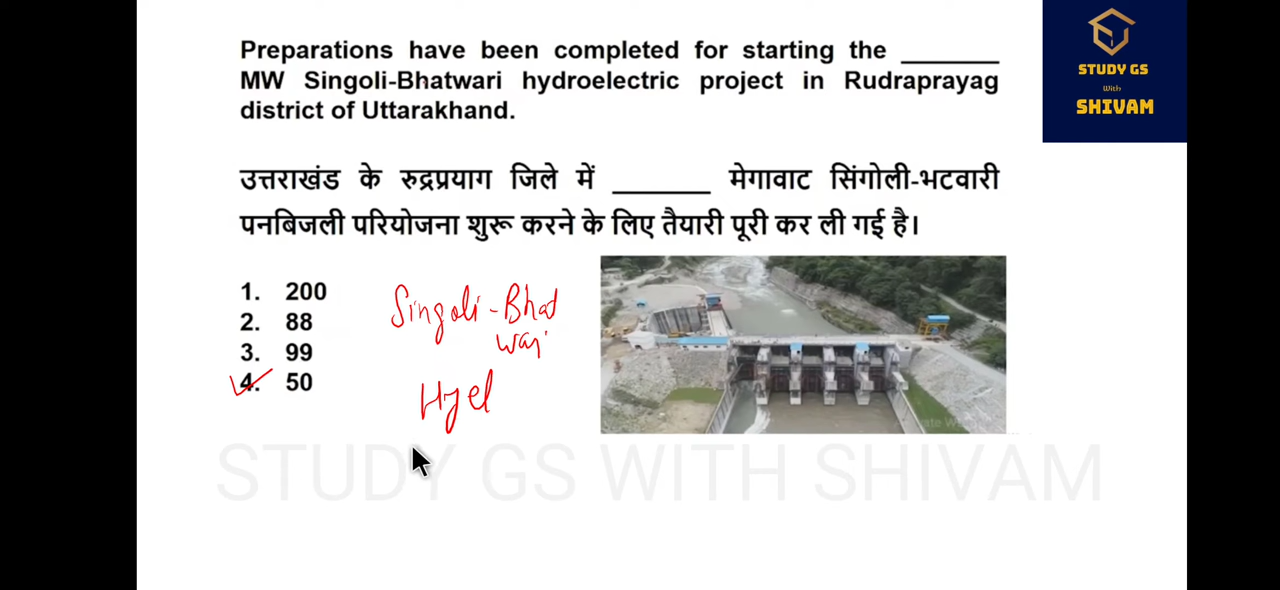 Preparations have been completed for starting the _______
MW Singoli-Bhatwari hydroelectric project in Rudraprayag
district of Uttarakhand.
उत्तराखंड के रुद्रप्रयाग जिले में _______ मेगावाट सिंगोली-भटवारी
पनबिजली परियोजना शुरू करने के लिए तैयारी पूरी कर ली गई है।
1. 200
2. 88
3. 99
4. 50
Singoli-Bhat
wari
Hyel
STUDY GS
With
SHIVAM
STUDY GS WITH SHIVAM